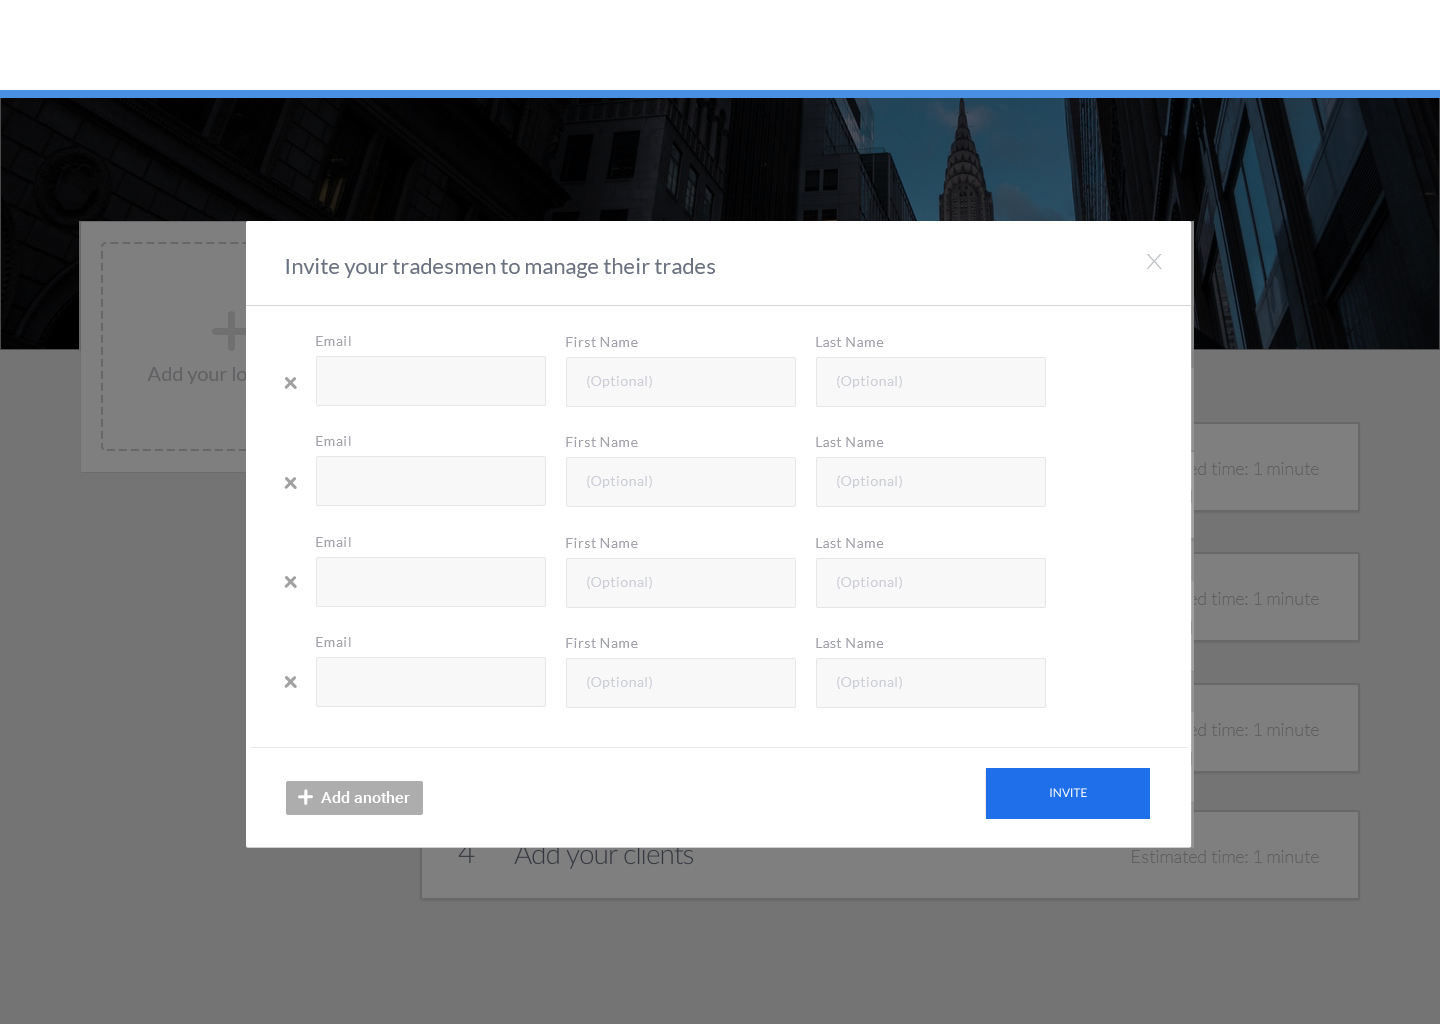 Invite your tradesmen to manage their trades
Add your lo
Email First Name Last Name
(Optional) (Optional)
Email First Name Last Name
(Optional) (Optional)
Email First Name Last Name
(Optional) (Optional)
Email First Name Last Name
(Optional) (Optional)
Add another
INVITE
ed time: 1 minute
ed time: 1 minute
ed time: 1 minute
4 Add your clients Estimated time: 1 minute